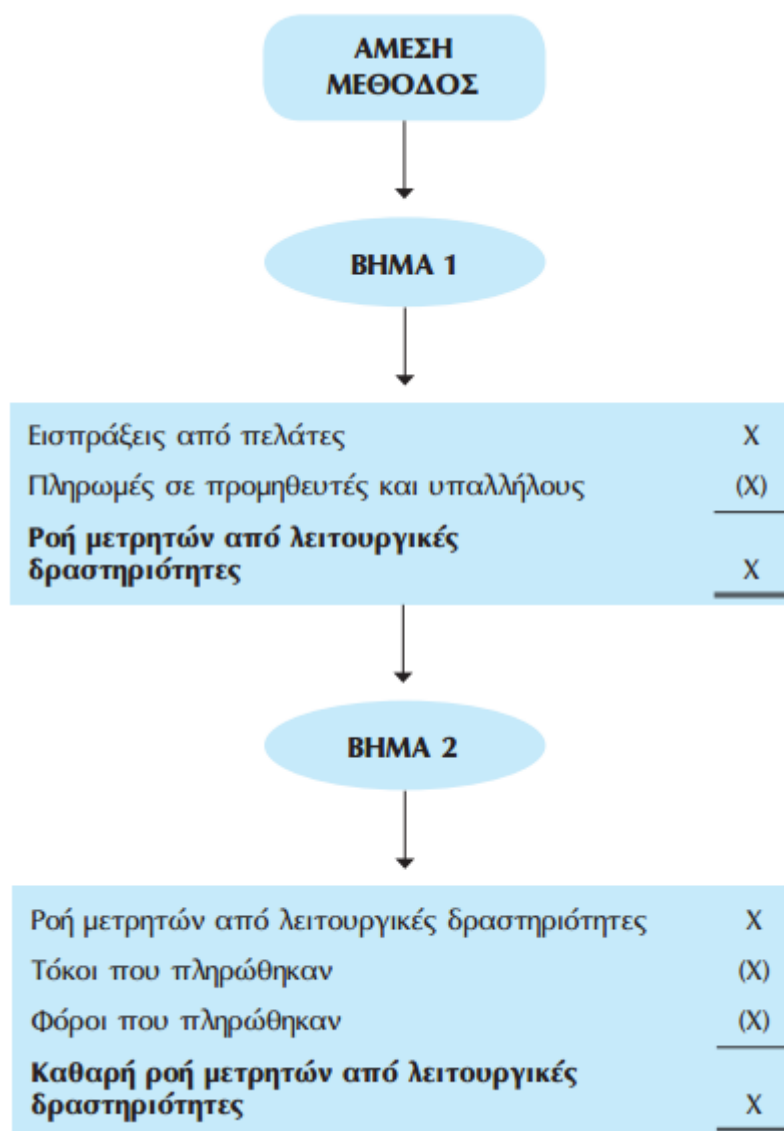 ΑΜΕΣΗ
ΜΕΘΟΔΟΣ
ΒΗΜΑ 1
Εισπράξεις από πελάτες X
Πληρωμές σε προμηθευτές και υπαλλήλους (X)
Ροή μετρητών από λειτουργικές
δραστηριότητες X
ΒΗΜΑ 2
Ροή μετρητών από λειτουργικές δραστηριότητες X
Τόκοι που πληρώθηκαν (X)
Φόροι που πληρώθηκαν (X)
Καθαρή ροή μετρητών από λειτουργικές
δραστηριότητες X